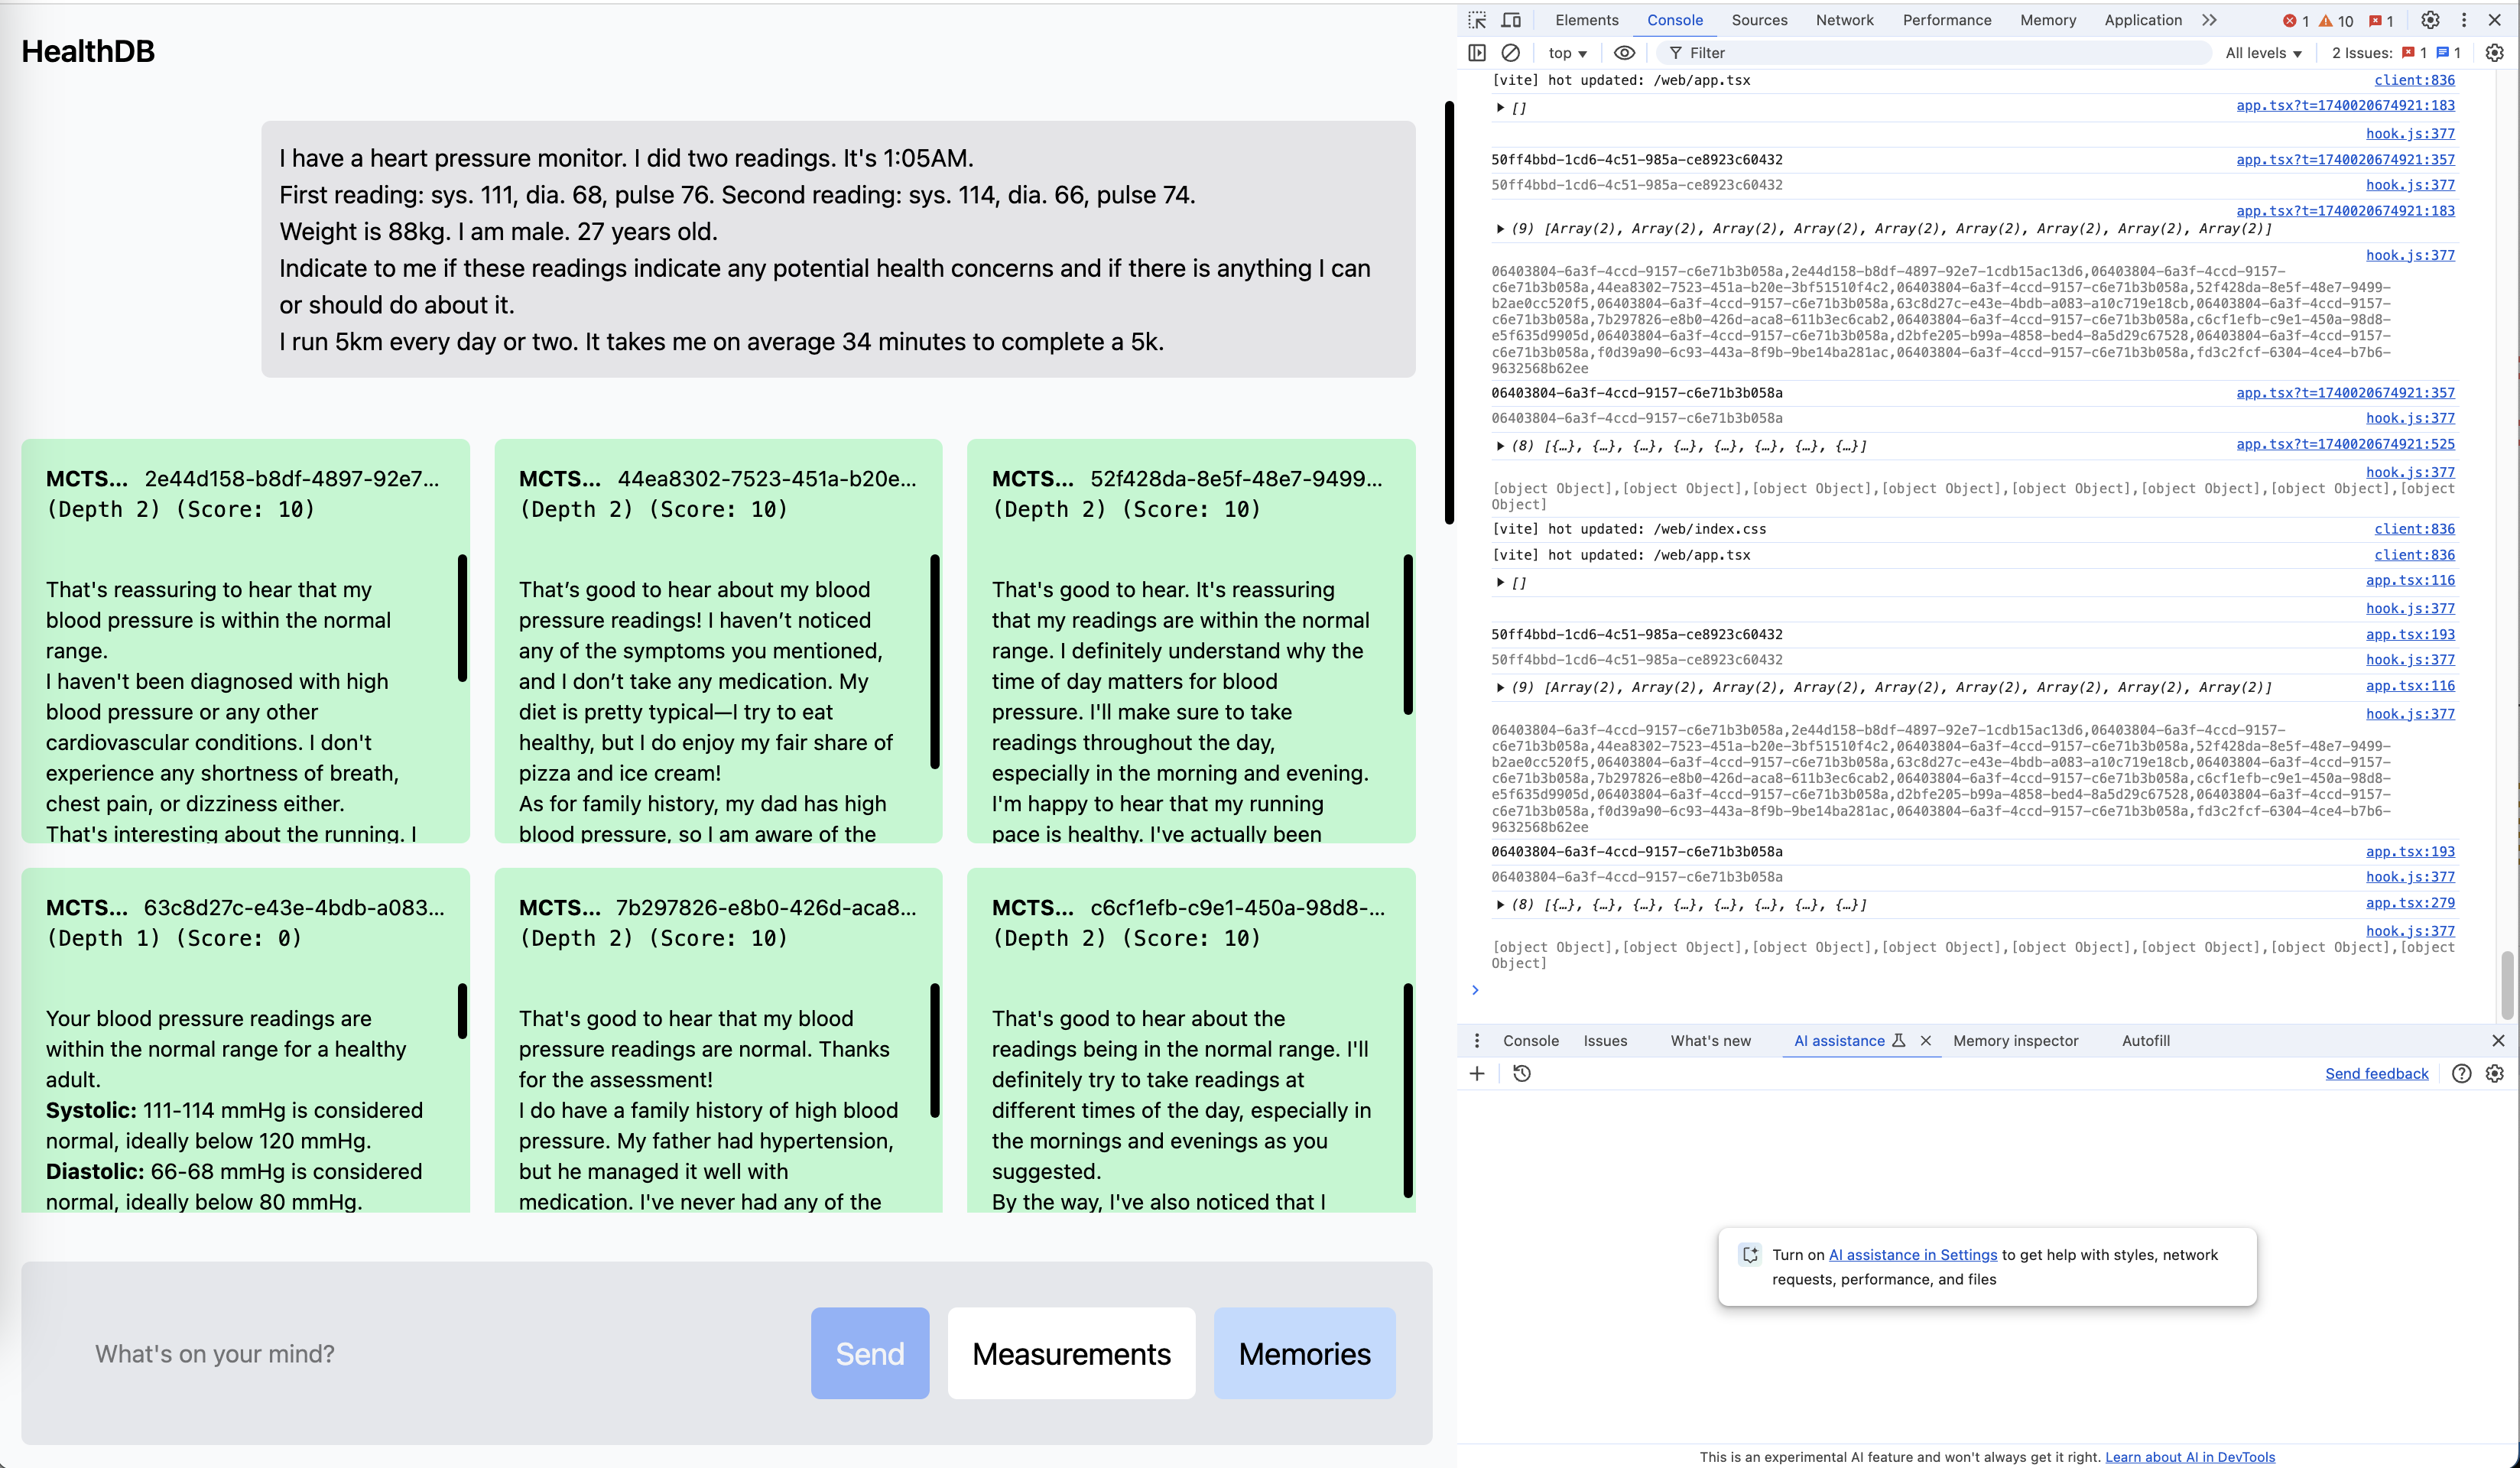 HealthDB
I have a heart pressure monitor. I did two readings. It's 1:05AM.
First reading: sys. 111, dia. 68, pulse 76. Second reading: sys. 114, dia. 66, pulse 74.
Weight is 88kg. I am male. 27 years old.
Indicate to me if these readings indicate any potential health concerns and if there is anything I can
or should do about it.
I run 5km every day or two. It takes me on average 34 minutes to complete a 5k.
MCTS... 2e44d158-b8df-4897-92e7...
(Depth 2) (Score: 10)
That's reassuring to hear that my
blood pressure is within the normal
range.
I haven't been diagnosed with high
blood pressure or any other
cardiovascular conditions. I don't
experience any shortness of breath,
chest pain, or dizziness either.
That's interesting about the running. I
MCTS... 44ea8302-7523-451a-b20e...
(Depth 2) (Score: 10)
That’s good to hear about my blood
pressure readings! I haven’t noticed
any of the symptoms you mentioned,
and I don’t take any medication. My
diet is pretty typical—I try to eat
healthy, but I do enjoy my fair share of
pizza and ice cream!
As for family history, my dad has high
blood pressure, so I am aware of the
MCTS... 52f428da-8e5f-48e7-9499...
(Depth 2) (Score: 10)
That's good to hear. It's reassuring
that my readings are within the normal
range. I definitely understand why the
time of day matters for blood
pressure. I'll make sure to take
readings throughout the day,
especially in the morning and evening.
I'm happy to hear that my running
pace is healthy. I've actually been
MCTS... 63c8d27c-e43e-4bdb-a083...
(Depth 1) (Score: 0)
Your blood pressure readings are
within the normal range for a healthy
adult.
Systolic: 111-114 mmHg is considered
normal, ideally below 120 mmHg.
Diastolic: 66-68 mmHg is considered
normal, ideally below 80 mmHg.
MCTS... 7b297826-e8b0-426d-aca8...
(Depth 2) (Score: 10)
That's good to hear that my blood
pressure readings are normal. Thanks
for the assessment!
I do have a family history of high blood
pressure. My father had hypertension,
but he managed it well with
medication. I've never had any of the
MCTS... c6cf1efb-c9e1-450a-98d8-...
(Depth 2) (Score: 10)
That's good to hear about the
readings being in the normal range. I'll
definitely try to take readings at
different times of the day, especially in
the mornings and evenings as you
suggested.
By the way, I've also noticed that I
What's on your mind?
Send
Measurements
Memories
Elements Console Sources Network Performance Memory Application 1 10 1
top Filter All levels 2 Issues: 1 1
[vite] hot updated: /web/app.tsx client:836
[] app.tsx?t=1740020674921:183
hook.js:377
50ff4bbd-1cd6-4c51-985a-ce8923c60432 app.tsx?t=1740020674921:357
50ff4bbd-1cd6-4c51-985a-ce8923c60432 hook.js:377
app.tsx?t=1740020674921:183
(9) [Array(2), Array(2), Array(2), Array(2), Array(2), Array(2), Array(2), Array(2), Array(2)]
hook.js:377
06403804-6a3f-4ccd-9157-c6e71b3b058a,2e44d158-b8df-4897-92e7-1cdb15ac13d6,06403804-6a3f-4ccd-9157-
c6e71b3b058a,44ea8302-7523-451a-b20e-3bf51510f4c2,06403804-6a3f-4ccd-9157-c6e71b3b058a,52f428da-8e5f-48e7-9499-
b2ae0cc520f5,06403804-6a3f-4ccd-9157-c6e71b3b058a,63c8d27c-e43e-4bdb-a083-a10c719e18cb,06403804-6a3f-4ccd-9157-
c6e71b3b058a,7b297826-e8b0-426d-aca8-611b3ec6cab2,06403804-6a3f-4ccd-9157-c6e71b3b058a,c6cf1efb-c9e1-450a-98d8-
e5f635d9905d,06403804-6a3f-4ccd-9157-c6e71b3b058a,d2bfe205-b99a-4858-bed4-8a5d29c67528,06403804-6a3f-4ccd-9157-
c6e71b3b058a,f0d39a90-6c93-443a-8f9b-9be14ba281ac,06403804-6a3f-4ccd-9157-c6e71b3b058a,fd3c2fcf-6304-4ce4-b7b6-
9632568b62ee
06403804-6a3f-4ccd-9157-c6e71b3b058a app.tsx?t=1740020674921:357
06403804-6a3f-4ccd-9157-c6e71b3b058a hook.js:377
(8) [{…}, {…}, {…}, {…}, {…}, {…}, {…}, {…}] app.tsx?t=1740020674921:525
hook.js:377
[object Object],[object Object],[object Object],[object Object],[object Object],[object Object],[object Object],[object
Object]
[vite] hot updated: /web/index.css client:836
[vite] hot updated: /web/app.tsx client:836
[] app.tsx:116
hook.js:377
50ff4bbd-1cd6-4c51-985a-ce8923c60432 app.tsx:193
50ff4bbd-1cd6-4c51-985a-ce8923c60432 hook.js:377
(9) [Array(2), Array(2), Array(2), Array(2), Array(2), Array(2), Array(2), Array(2), Array(2)] app.tsx:116
hook.js:377
06403804-6a3f-4ccd-9157-c6e71b3b058a,2e44d158-b8df-4897-92e7-1cdb15ac13d6,06403804-6a3f-4ccd-9157-
c6e71b3b058a,44ea8302-7523-451a-b20e-3bf51510f4c2,06403804-6a3f-4ccd-9157-c6e71b3b058a,52f428da-8e5f-48e7-9499-
b2ae0cc520f5,06403804-6a3f-4ccd-9157-c6e71b3b058a,63c8d27c-e43e-4bdb-a083-a10c719e18cb,06403804-6a3f-4ccd-9157-
c6e71b3b058a,7b297826-e8b0-426d-aca8-611b3ec6cab2,06403804-6a3f-4ccd-9157-c6e71b3b058a,c6cf1efb-c9e1-450a-98d8-
e5f635d9905d,06403804-6a3f-4ccd-9157-c6e71b3b058a,d2bfe205-b99a-4858-bed4-8a5d29c67528,06403804-6a3f-4ccd-9157-
c6e71b3b058a,f0d39a90-6c93-443a-8f9b-9be14ba281ac,06403804-6a3f-4ccd-9157-c6e71b3b058a,fd3c2fcf-6304-4ce4-b7b6-
9632568b62ee
06403804-6a3f-4ccd-9157-c6e71b3b058a app.tsx:193
06403804-6a3f-4ccd-9157-c6e71b3b058a hook.js:377
(8) [{…}, {…}, {…}, {…}, {…}, {…}, {…}, {…}] app.tsx:279
hook.js:377
[object Object],[object Object],[object Object],[object Object],[object Object],[object Object],[object Object],[object
Object]
Console Issues What's new AI assistance Memory inspector Autofill
Send feedback
Turn on AI assistance in Settings to get help with styles, network
requests, performance, and files
This is an experimental AI feature and won't always get it right. Learn about AI in DevTools